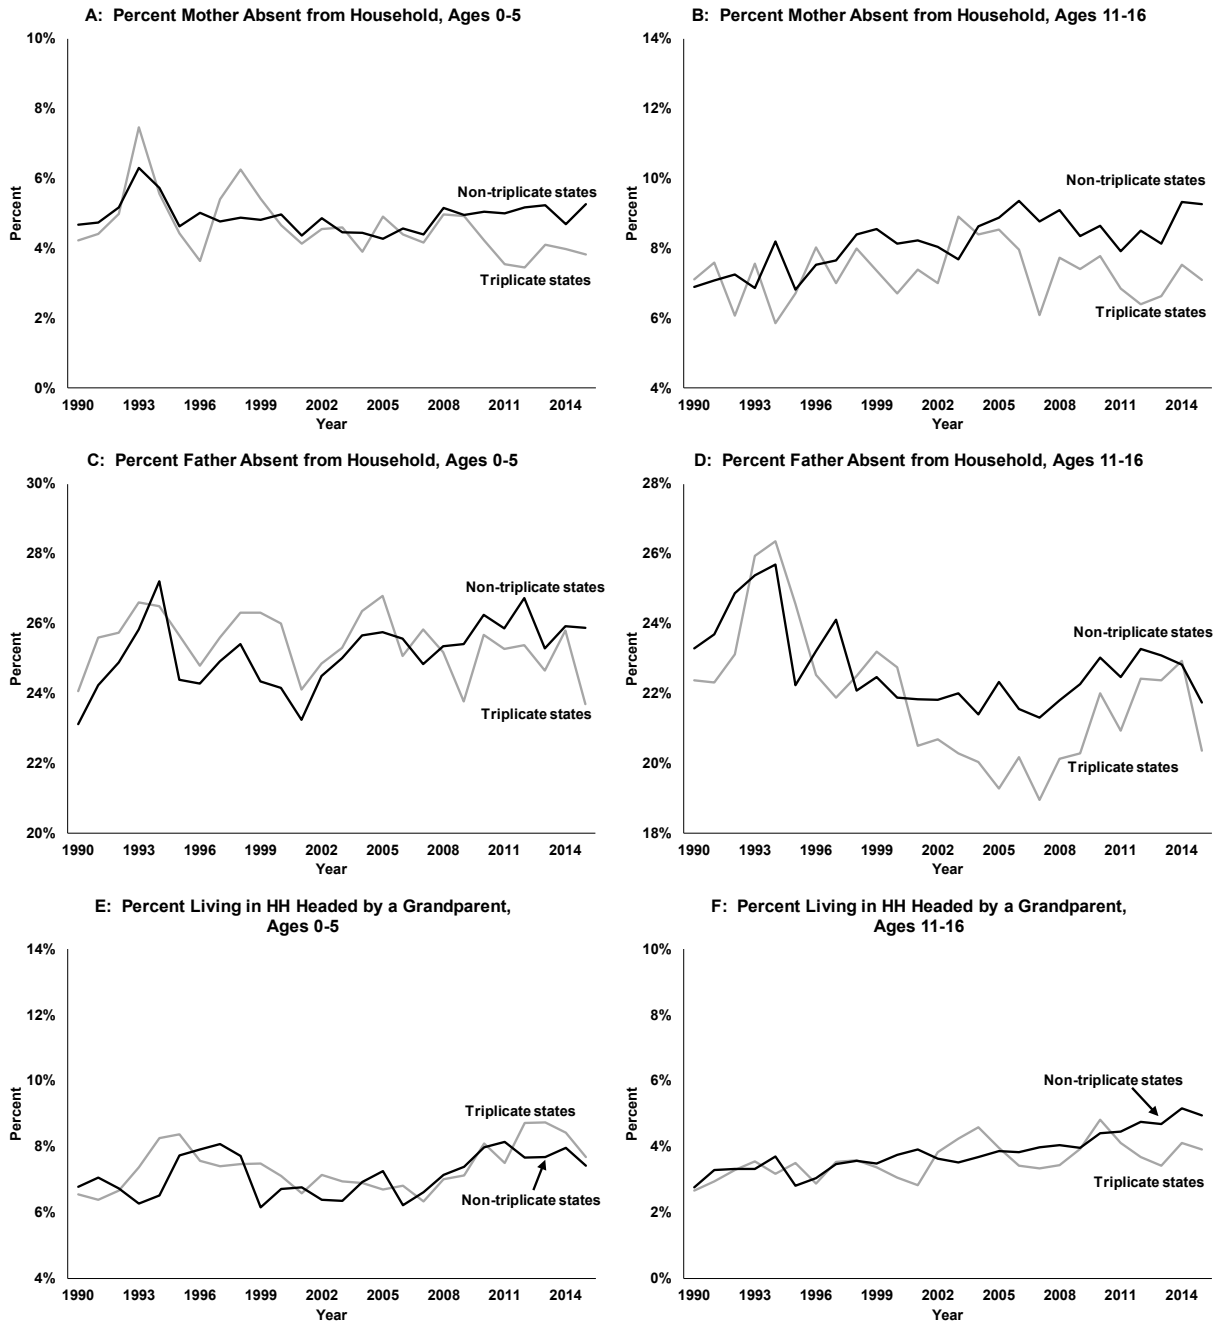 A: Percent Mother Absent from Household, Ages 0-5
10%
8%
6%
4%
2%
0%
Percent
Non-triplicate states
Triplicate states
1990 1993 1996 1999 2002 2005 2008 2011 2014
Year
B: Percent Mother Absent from Household, Ages 11-16
14%
12%
10%
8%
6%
4%
Percent
Non-triplicate states
Triplicate states
1990 1993 1996 1999 2002 2005 2008 2011 2014
Year
C: Percent Father Absent from Household, Ages 0-5
30%
28%
26%
24%
22%
20%
Percent
Non-triplicate states
Triplicate states
1990 1993 1996 1999 2002 2005 2008 2011 2014
Year
D: Percent Father Absent from Household, Ages 11-16
28%
26%
24%
22%
20%
18%
Percent
Non-triplicate states
Triplicate states
1990 1993 1996 1999 2002 2005 2008 2011 2014
Year
E: Percent Living in HH Headed by a Grandparent,
Ages 0-5
14%
12%
10%
8%
6%
4%
Percent
Triplicate states
Non-triplicate states
1990 1993 1996 1999 2002 2005 2008 2011 2014
Year
F: Percent Living in HH Headed by a Grandparent,
Ages 11-16
10%
8%
6%
4%
2%
0%
Percent
Non-triplicate states
Triplicate states
1990 1993 1996 1999 2002 2005 2008 2011 2014
Year